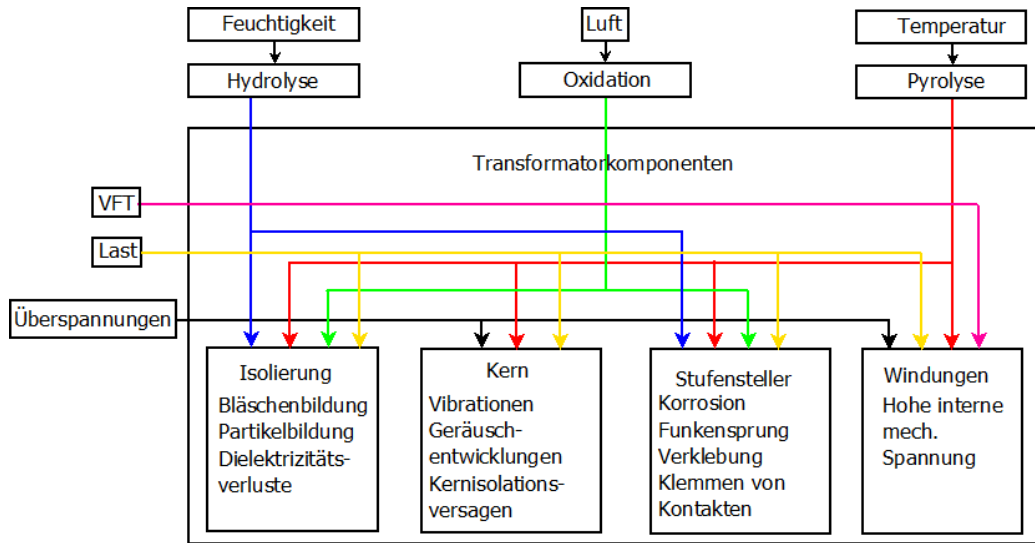 Feuchtigkeit
Luft
Temperatur
Hydrolyse
Oxidation
Pyrolyse
Transformatorkomponenten
VFT
Last
Überspannungen
Isolierung
Bläschenbildung
Partikelbildung
Dielektrizitäts-
verluste
Kern
Vibrationen
Geräusch-
entwicklungen
Kernisolations-
versagen
Stufensteller
Korrosion
Funkensprung
Verklebung
Klemmen von
Kontakten
Windungen
Hohe interne
mech.
Spannung